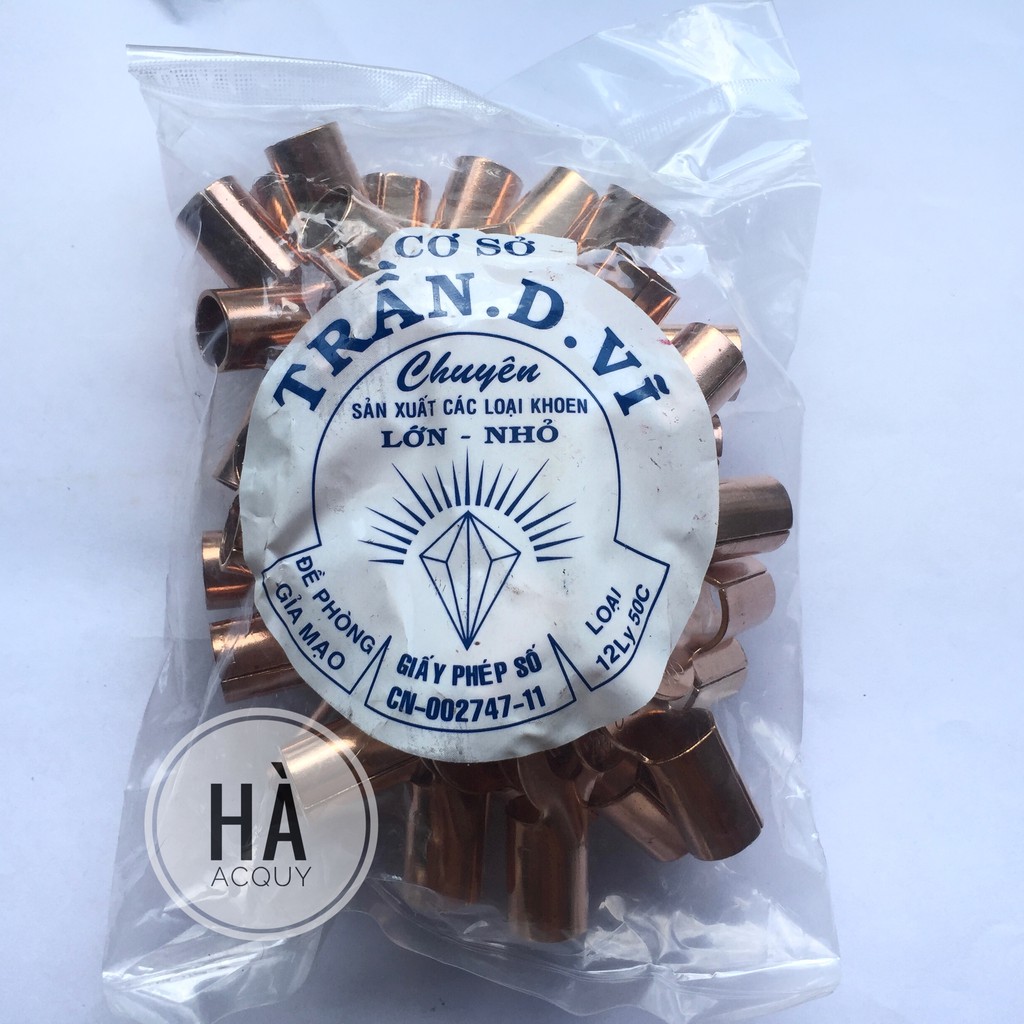 CƠ SỞ
TRẦN.D.VĨ
Chuyên
SẢN XUẤT CÁC LOẠI KHOEN
LỚN - NHỎ
ĐỀ PHÒNG
GỈA MẠO
GIẤY PHÉP SỐ
CN-002747-11
LOẠI
12Ly 50C
HÀ
ACQUY